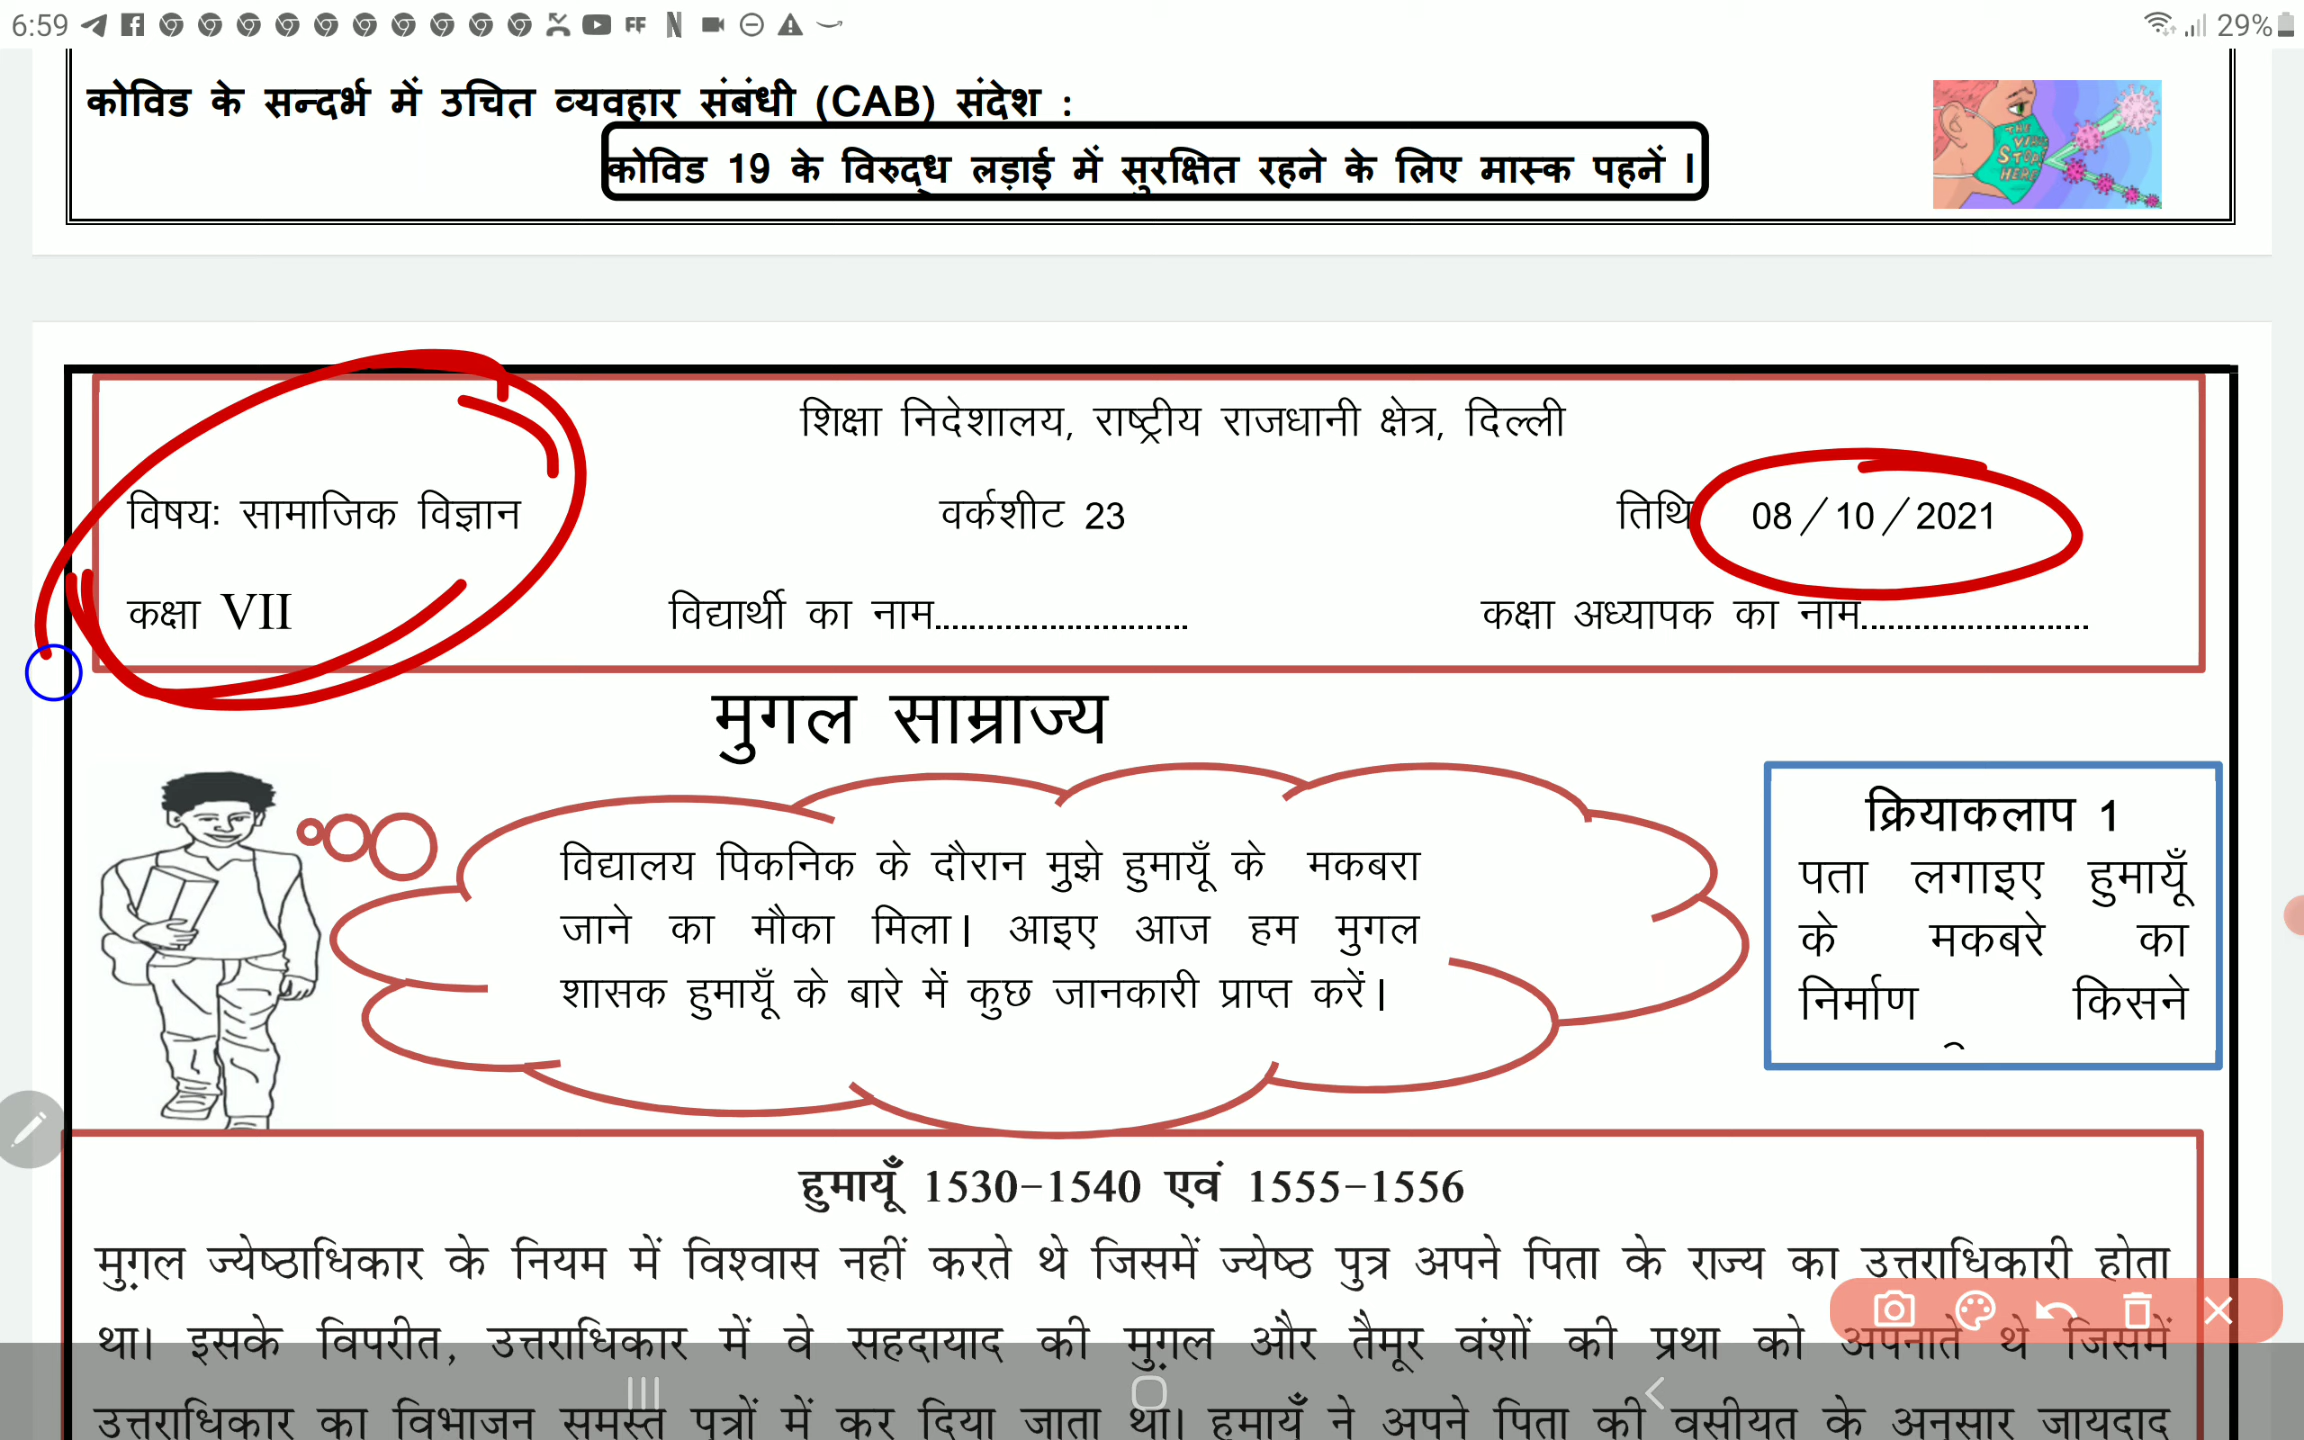 6:59
29%
कोविड के सन्दर्भ में उचित व्यवहार संबंधी (CAB) संदेश :
कोविड 19 के विरुद्ध लड़ाई में सुरक्षित रहने के लिए मास्क पहनें ।
THE VIRUS STOPS HERE
शिक्षा निदेशालय, राष्ट्रीय राजधानी क्षेत्र, दिल्ली
विषय: सामाजिक विज्ञान वर्कशीट 23 तिथि 08/10/2021
कक्षा VII विद्यार्थी का नाम............................ कक्षा अध्यापक का नाम.........................
मुगल साम्राज्य
विद्यालय पिकनिक के दौरान मुझे हुमायूँ के मकबरा
जाने का मौका मिला। आइए आज हम मुगल
शासक हुमायूँ के बारे में कुछ जानकारी प्राप्त करें।
क्रियाकलाप 1
पता लगाइए हुमायूँ
के मकबरे का
निर्माण किसने
हुमायूँ 1530-1540 एवं 1555-1556
मुग़ल ज्येष्ठाधिकार के नियम में विश्वास नहीं करते थे जिसमें ज्येष्ठ पुत्र अपने पिता के राज्य का उत्तराधिकारी होता
था। इसके विपरीत, उत्तराधिकार में वे सहदायाद की मुग़ल और तैमूर वंशों की प्रथा को अपनाते थे जिसमें
उत्तराधिकार का विभाजन समस्त पुत्रों में कर दिया जाता था। हुमायूँ ने अपने पिता की वसीयत के अनुसार जायदाद